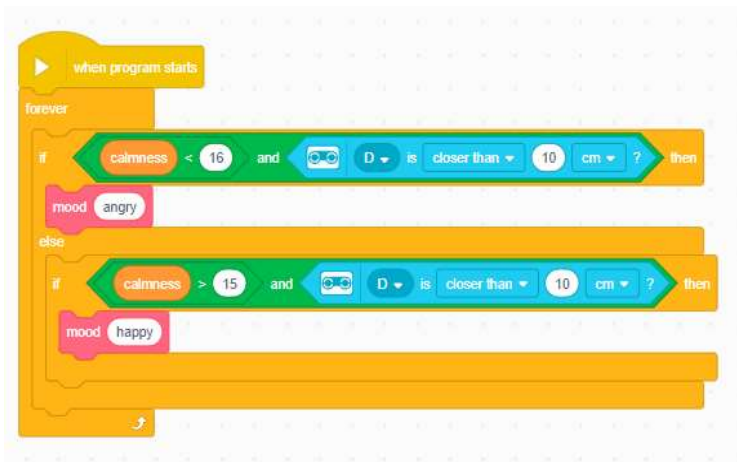 when program starts
forever
if calmness < 16 and D is closer than 10 cm ? then
mood angry
else
if calmness > 15 and D is closer than 10 cm ? then
mood happy